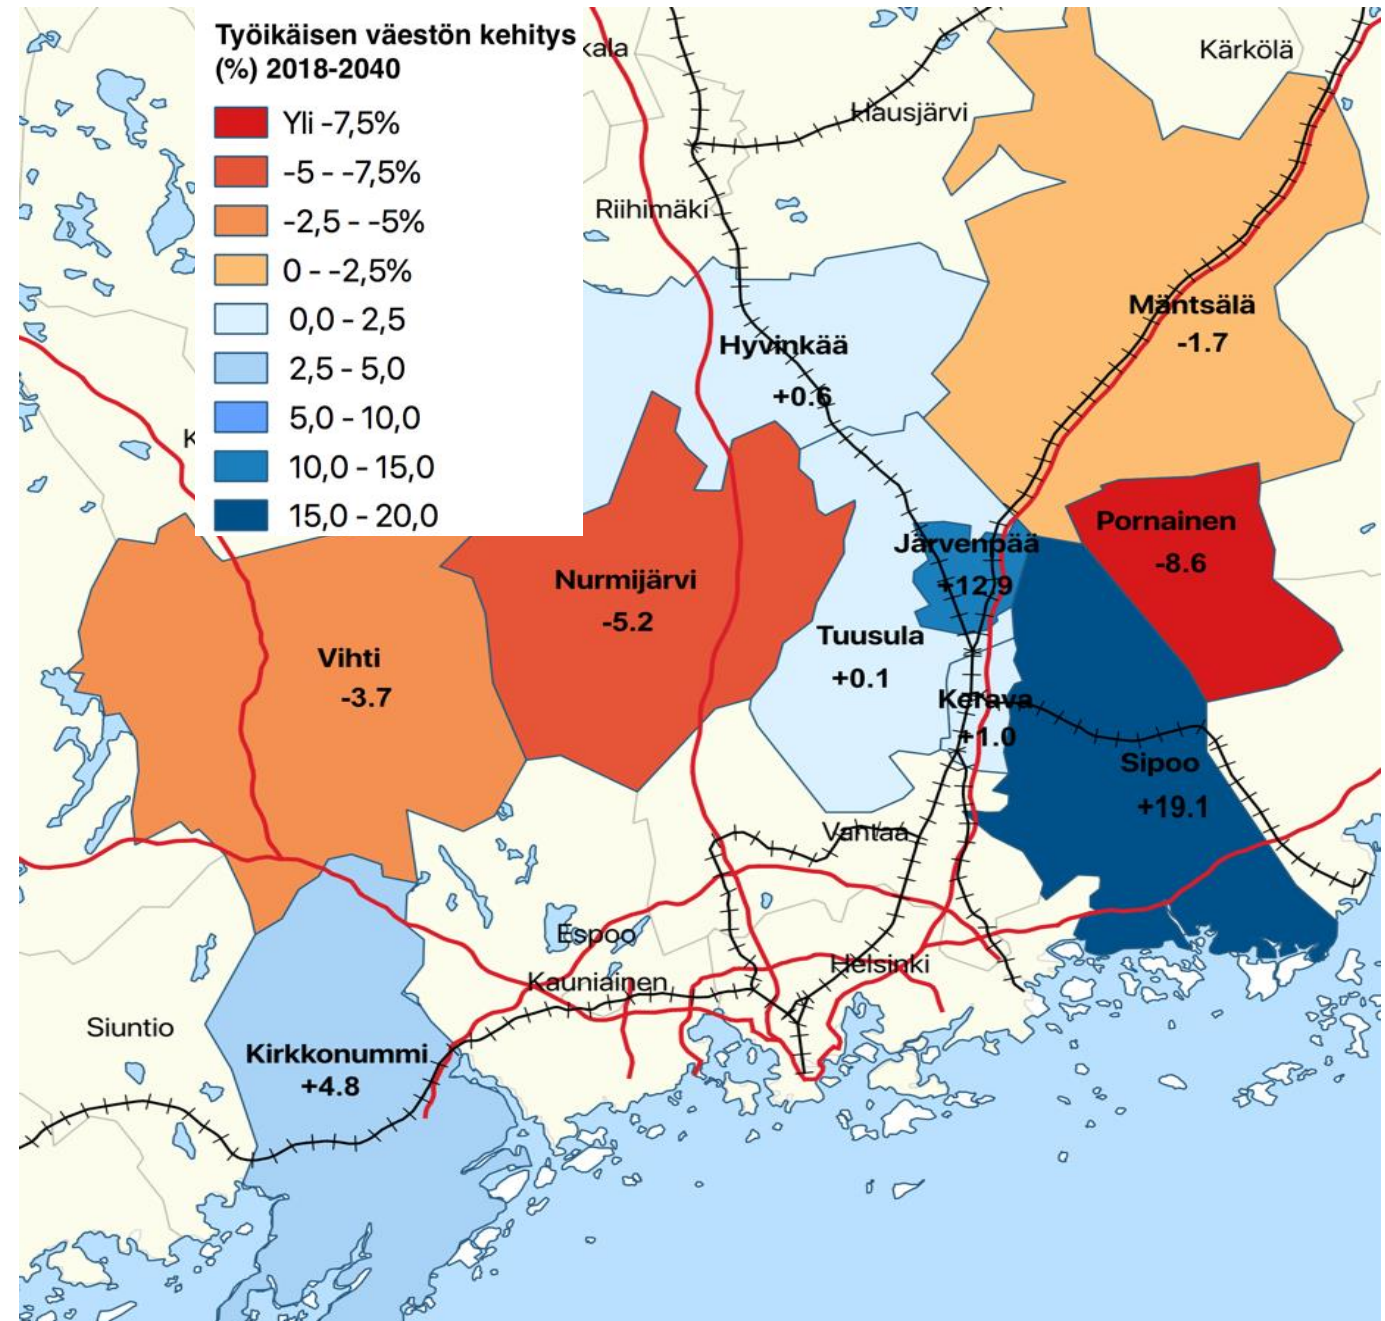 Työikäisen väestön kehitys
(%) 2018-2040
Yli -7,5%
-5 - -7,5%
-2,5 - -5%
0 - -2,5%
0,0 - 2,5
2,5 - 5,0
5,0 - 10,0
10,0 - 15,0
15,0 - 20,0
kala
Kärkölä
Hausjärvi
Riihimäki
Mäntsälä
-1.7
Hyvinkää
+0.6
K
Pornainen
-8.6
Järvenpää
+12.9
Nurmijärvi
-5.2
Tuusula
+0.1
Vihti
-3.7
Kerava
+1.0
Sipoo
+19.1
Vantaa
Espoo
Helsinki
Kauniainen
Siuntio
Kirkkonummi
+4.8